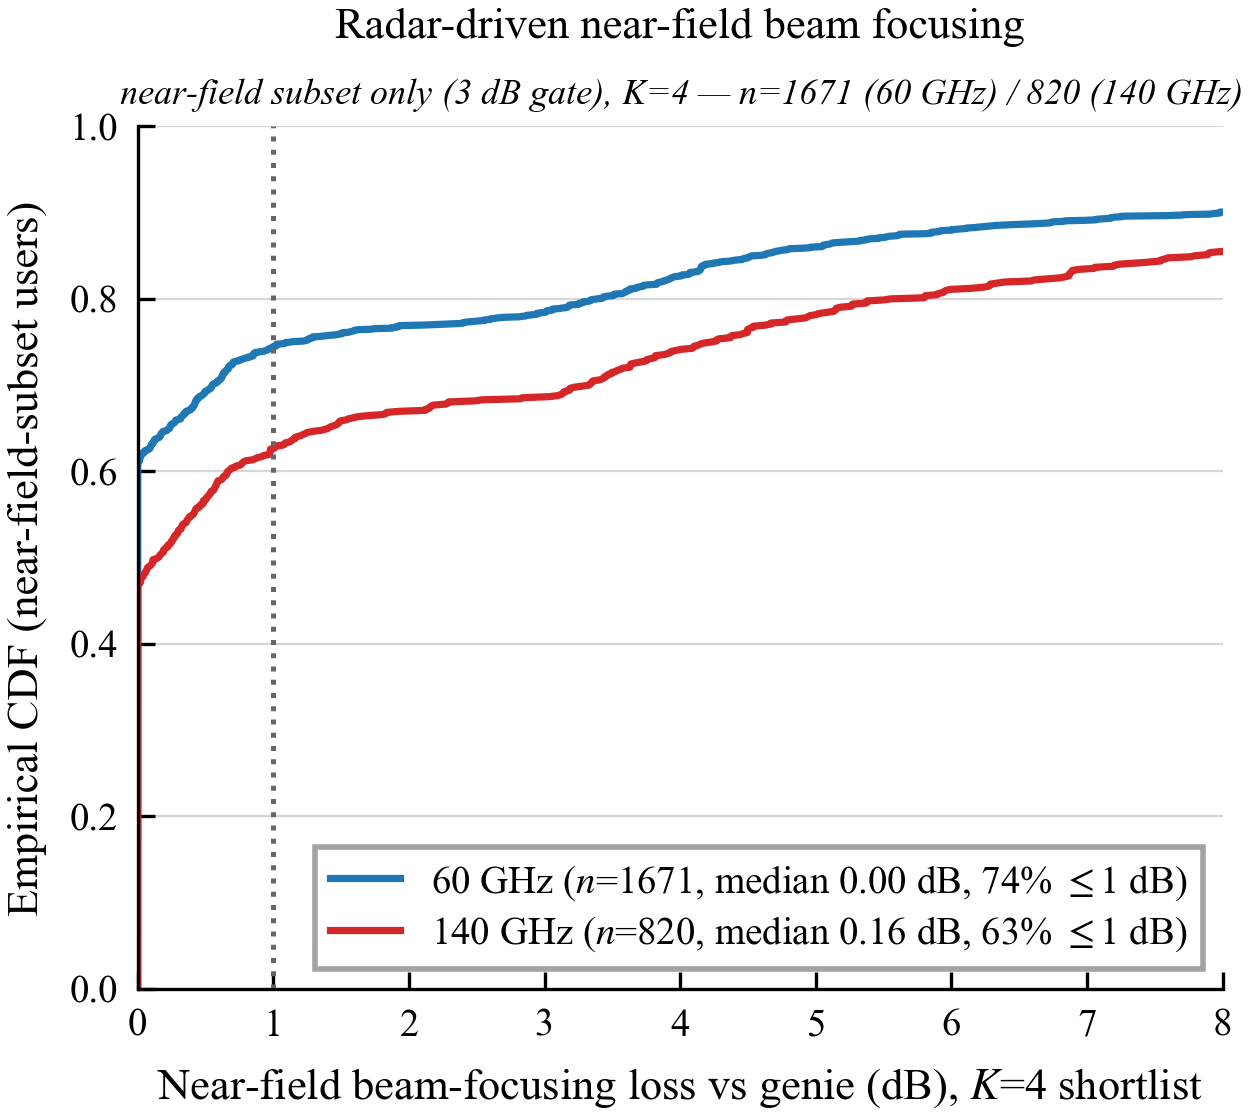 Radar-driven near-field beam focusing
near-field subset only (3 dB gate), K=4 — n=1671 (60 GHz) / 820 (140 GHz)
Empirical CDF (near-field-subset users)
1.0
0.8
0.6
0.4
0.2
0.0
60 GHz (n=1671, median 0.00 dB, 74% ≤1 dB)
140 GHz (n=820, median 0.16 dB, 63% ≤1 dB)
0 1 2 3 4 5 6 7 8
Near-field beam-focusing loss vs genie (dB), K=4 shortlist